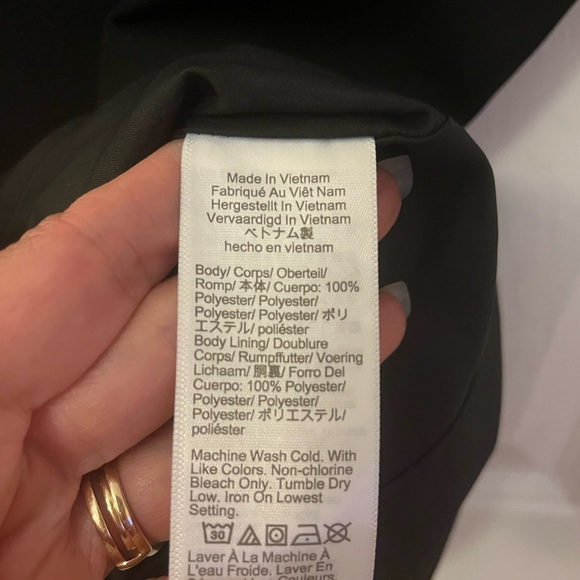 Made In Vietnam
Fabriqué Au Viêt Nam
Hergestellt In Vietnam
Vervaardigd In Vietnam
ベトナム製
hecho en vietnam
Body/ Corps/ Oberteil/
Romp/ 本体/ Cuerpo: 100%
Polyester/ Polyester/
Polyester/ Polyester/ ポリ
エステル/ poliéster
Body Lining/ Doublure
Corps/ Rumpffutter/ Voering
Lichaam/ 胴裏/ Forro Del
Cuerpo: 100% Polyester/
Polyester/ Polyester/
Polyester/ ポリエステル/
poliéster
Machine Wash Cold. With
Like Colors. Non-chlorine
Bleach Only. Tumble Dry
Low. Iron On Lowest
Setting.
30
Laver À La Machine À
L'eau Froide. Laver En
Couleurs